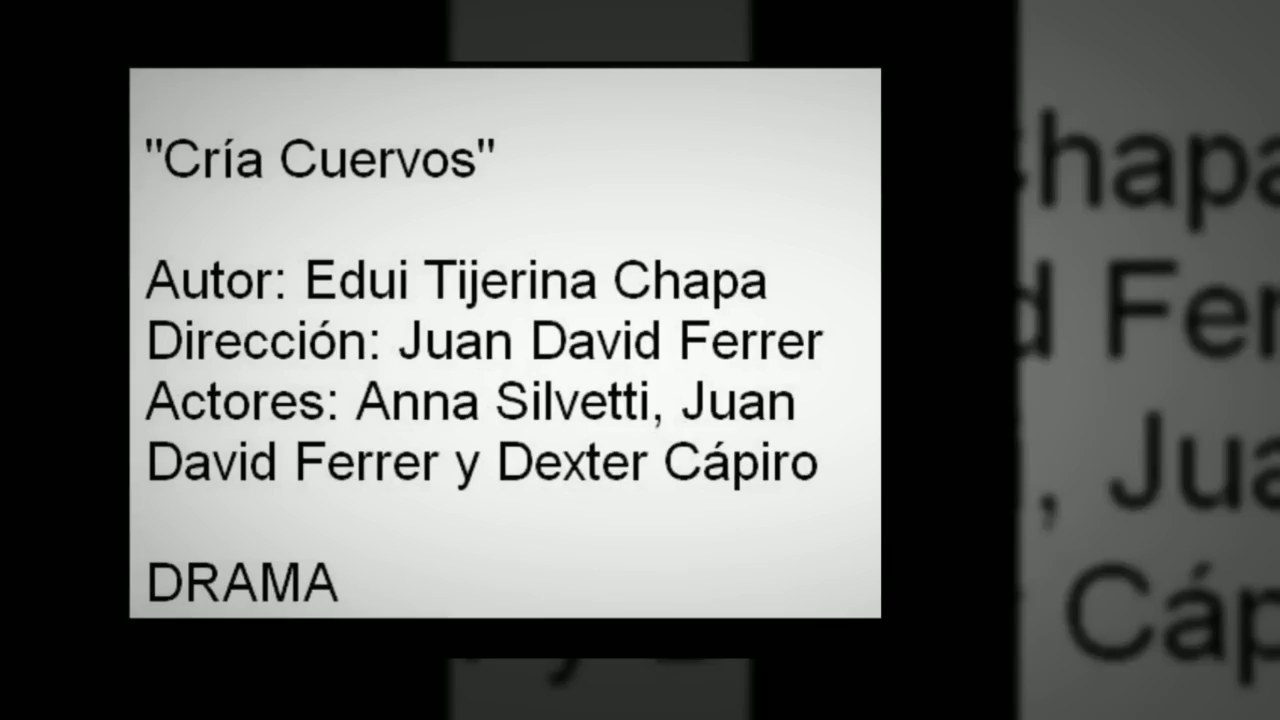 "Cría Cuervos"
Autor: Edui Tijerina Chapa
Dirección: Juan David Ferrer
Actores: Anna Silvetti, Juan
David Ferrer y Dexter Cápiro
DRAMA